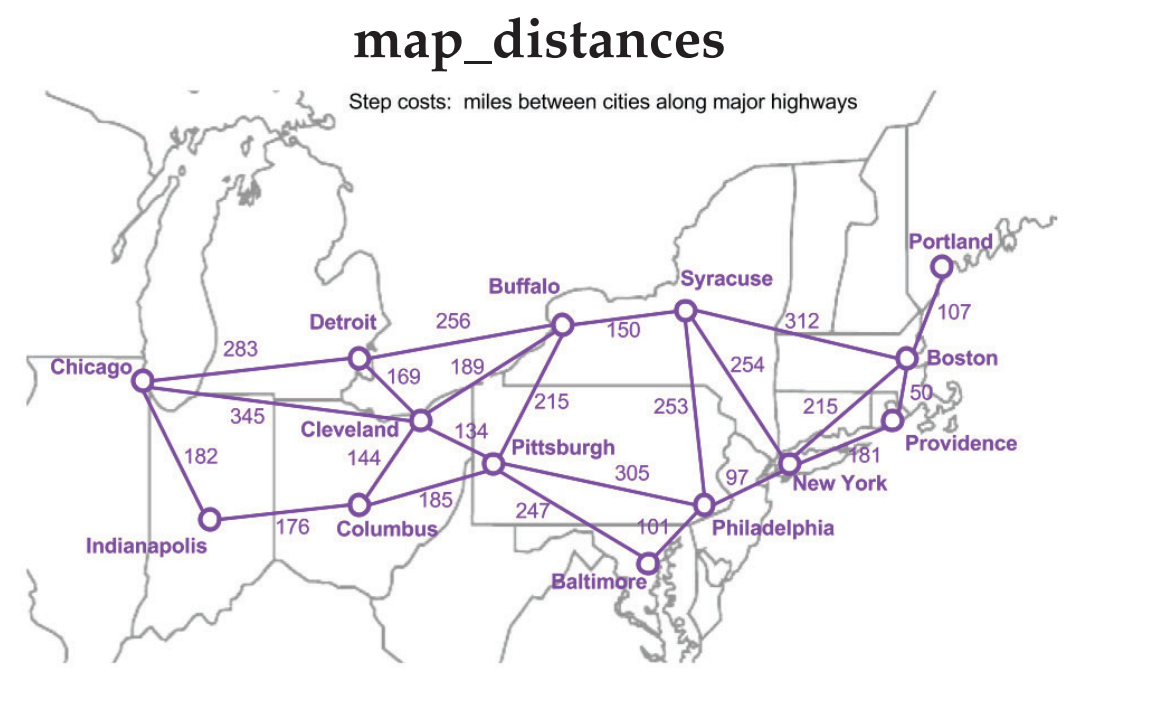 map_distances
Step costs: miles between cities along major highways
Portland
Syracuse
Buffalo
107
256
Detroit
312
150
283
Boston
Chicago
189
254
169
50
215
253
215
345
Cleveland
134
Providence
Pittsburgh
182
144
305
181
97
New York
185
247
176
Columbus
101
Philadelphia
Indianapolis
Baltimore